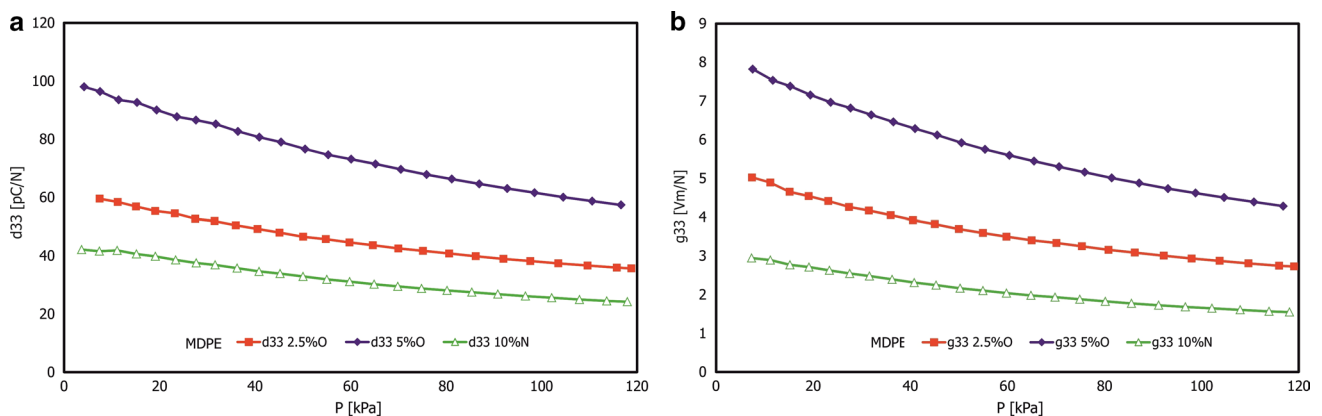 a
120
100
80
60
40
20
0
d33 [pC/N]
MDPE d33 2.5%O d33 5%O d33 10%N
0 20 40 60 80 100 120
P [kPa]
b
9
8
7
6
5
4
3
2
1
0
g33 [Vm/N]
MDPE g33 2.5%O g33 5%O g33 10%N
0 20 40 60 80 100 120
P [kPa]